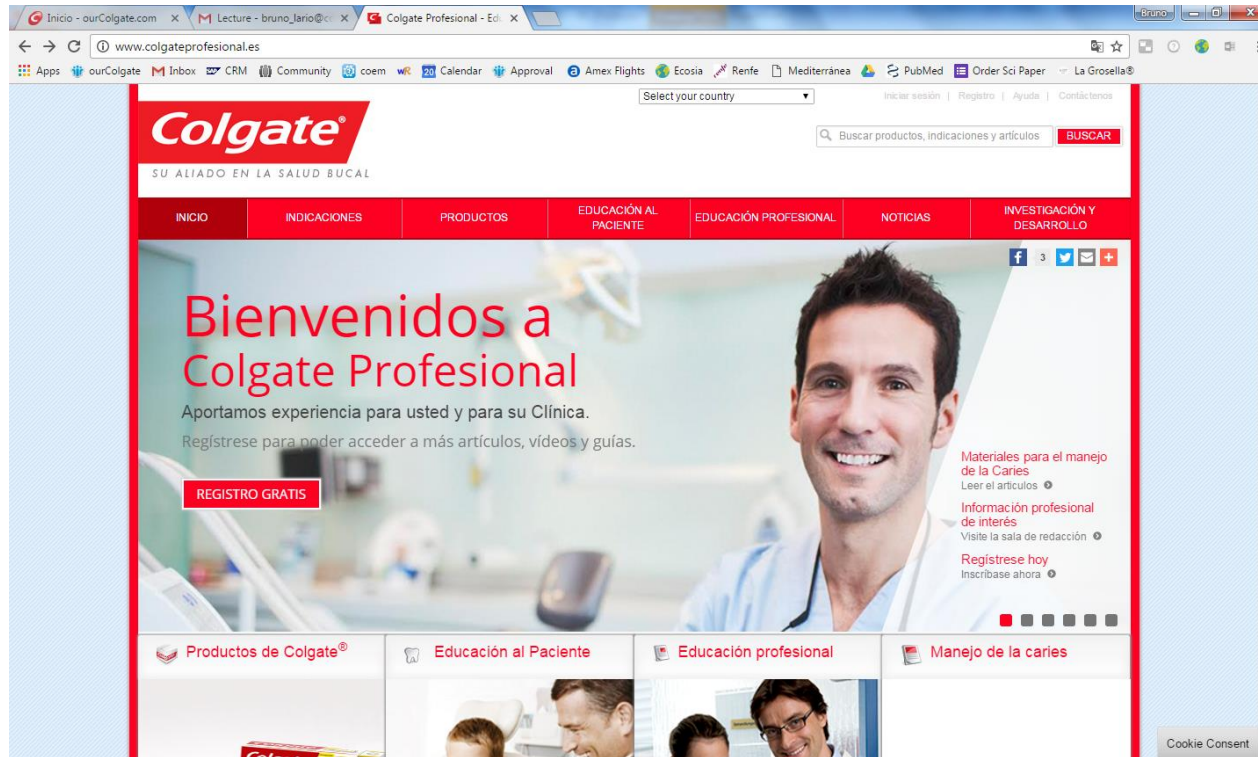 Inicio - ourColgate.com
Lecture - bruno_lario@c
Colgate Profesional - Ed
Bruno
www.colgateprofesional.es
Apps ourColgate Inbox CRM Community coem wR 20 Calendar Approval Amex Flights Ecosia Renfe Mediterránea PubMed Order Sci Paper La Grosella®
Select your country
Iniciar sesión | Registro | Ayuda | Contáctenos
Colgate®
SU ALIADO EN LA SALUD BUCAL
Buscar productos, indicaciones y artículos
BUSCAR
INICIO
INDICACIONES
PRODUCTOS
EDUCACIÓN AL
PACIENTE
EDUCACIÓN PROFESIONAL
NOTICIAS
INVESTIGACIÓN Y
DESARROLLO
3
Bienvenidos a
Colgate Profesional
Aportamos experiencia para usted y para su Clínica.
Regístrese para poder acceder a más artículos, vídeos y guías.
REGISTRO GRATIS
Materiales para el manejo
de la Caries
Leer el articulos
Información profesional
de interés
Visite la sala de redacción
Regístrese hoy
Inscríbase ahora
Productos de Colgate®
Educación al Paciente
Educación profesional
Manejo de la caries
Cookie Consent